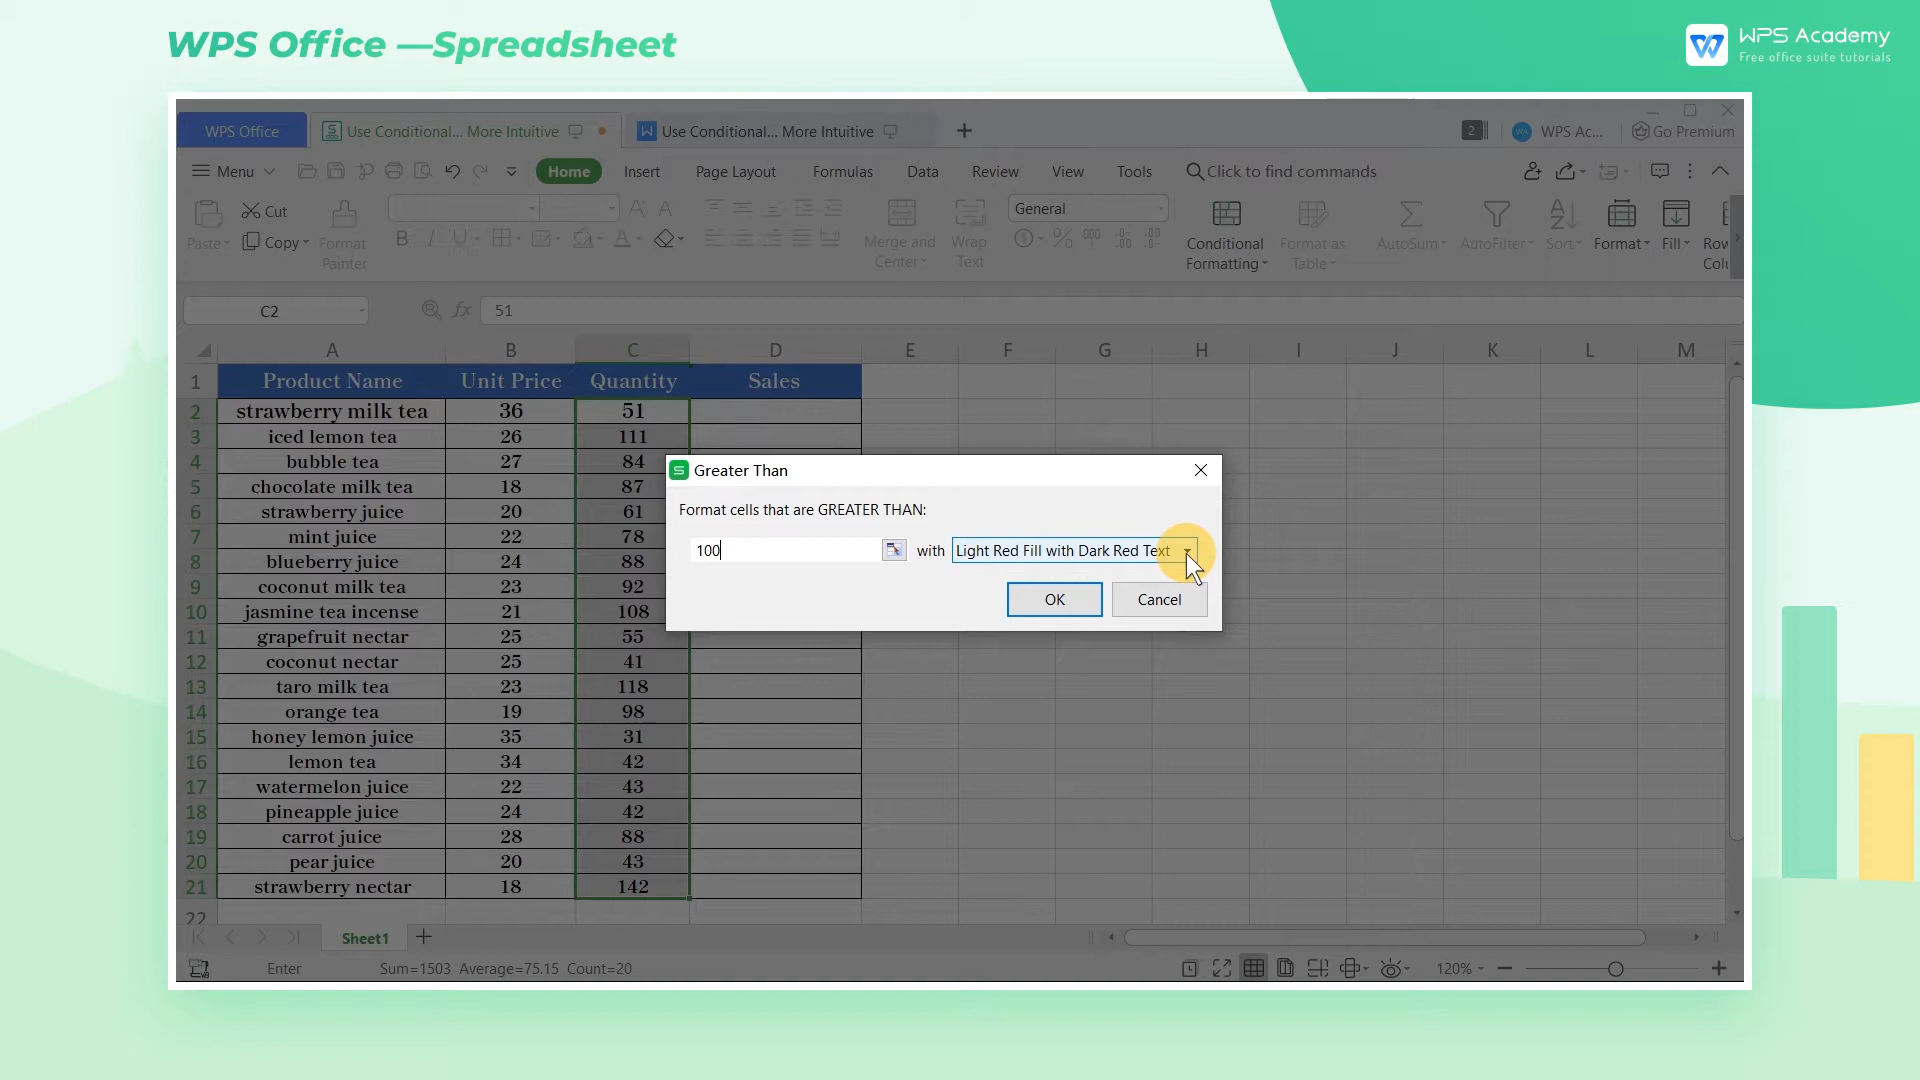 WPS Office —Spreadsheet
WPS Academy
Free office suite tutorials
WPS Office
Use Conditional... More Intuitive
Use Conditional... More Intuitive
2
WPS Ac...
Go Premium
Menu
Home
Insert
Page Layout
Formulas
Data
Review
View
Tools
Click to find commands
Paste
Cut
Copy
Format Painter
B I U A
Merge and Center
Wrap Text
General
Conditional Formatting
Format as Table
AutoSum
AutoFilter
Sort
Format
Fill
C2
fx
51
A B C D E F G H I J K L M
1 Product Name Unit Price Quantity Sales
2 strawberry milk tea 36 51
3 iced lemon tea 26 111
4 bubble tea 27 84
5 chocolate milk tea 18 87
6 strawberry juice 20 61
7 mint juice 22 78
8 blueberry juice 24 88
9 coconut milk tea 23 92
10 jasmine tea incense 21 108
11 grapefruit nectar 25 55
12 coconut nectar 25 41
13 taro milk tea 23 118
14 orange tea 19 98
15 honey lemon juice 35 31
16 lemon tea 34 42
17 watermelon juice 22 43
18 pineapple juice 24 42
19 carrot juice 28 88
20 pear juice 20 43
21 strawberry nectar 18 142
22
Greater Than
Format cells that are GREATER THAN:
100 with Light Red Fill with Dark Red Text
OK
Cancel
Sheet1
Enter
Sum=1503 Average=75.15 Count=20
120%